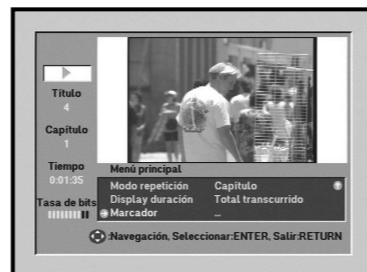 Título
4
Capítulo
1
Tiempo
0:01:35
Tasa de bits
Menú principal
Modo repetición Capítulo
Display duración Total transcurrido
Marcador _
:Navegación, Seleccionar:ENTER, Salir:RETURN